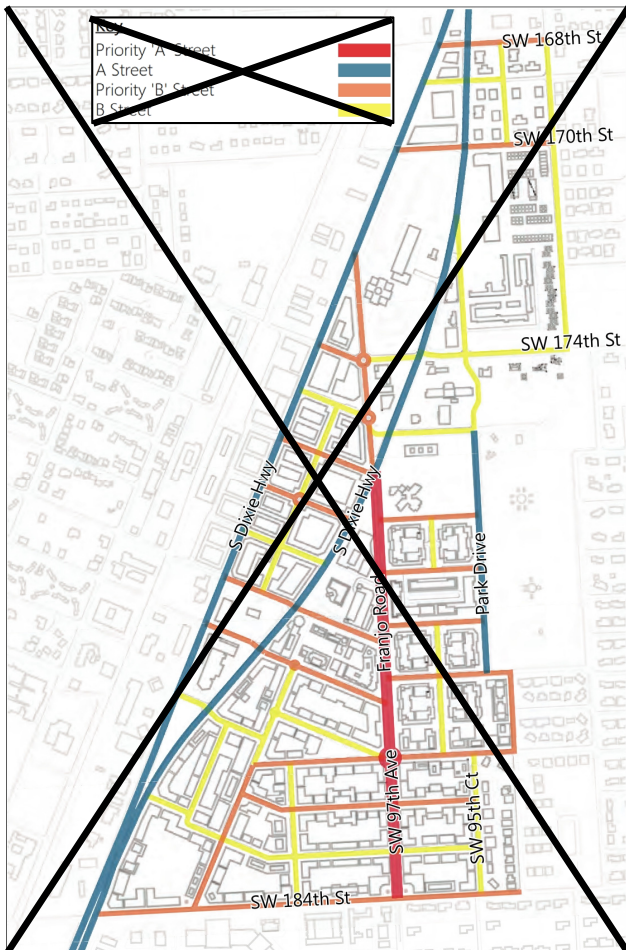 Key
Priority 'A' Street
A Street
Priority 'B' Street
B Street
SW 168th St
SW 170th St
SW 174th St
S Dixie Hwy
S Dixie Hwy
Park Drive
Franjo Road
SW 97th Ave
SW 95th Ct
SW 184th St